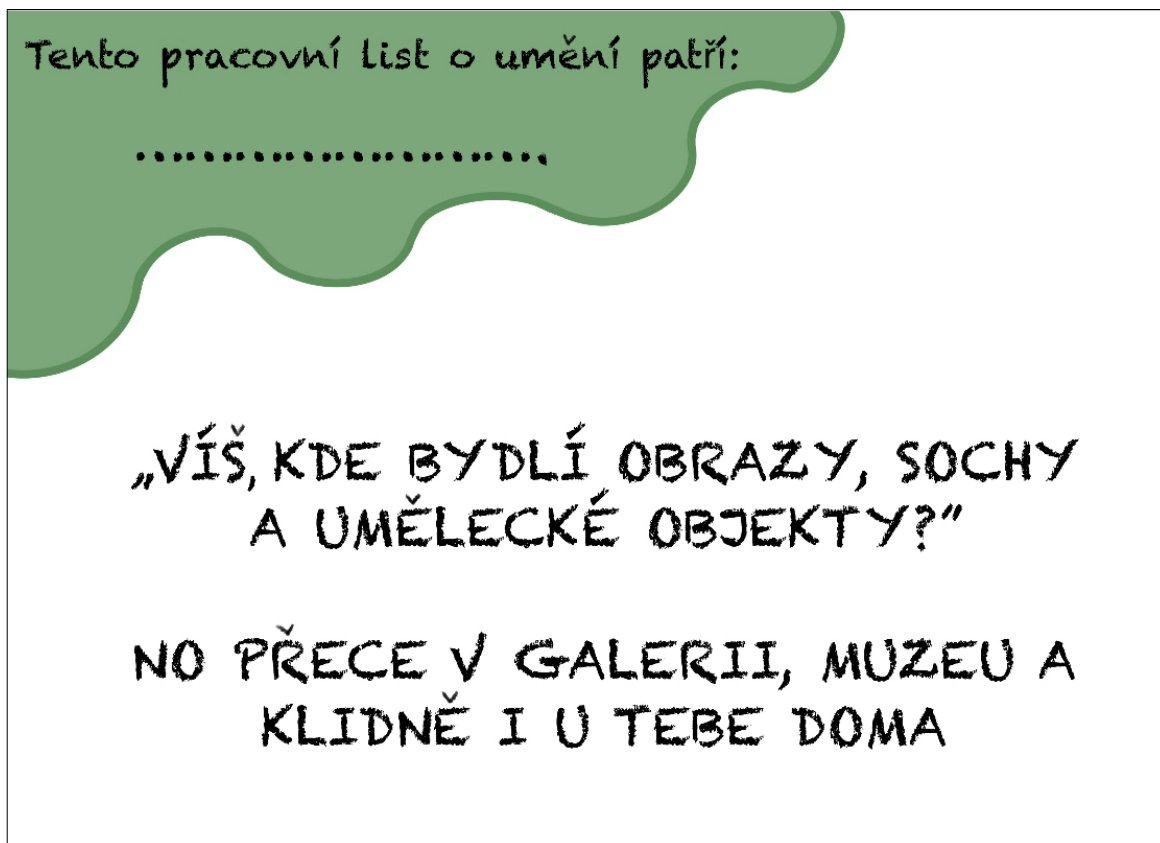 Tento pracovní list o umění patří:
.........................
„VÍŠ, KDE BYDLÍ OBRAZY, SOCHY
A UMĚLECKÉ OBJEKTY?“
NO PŘECE V GALERII, MUZEU A
KLIDNĚ I U TEBE DOMA